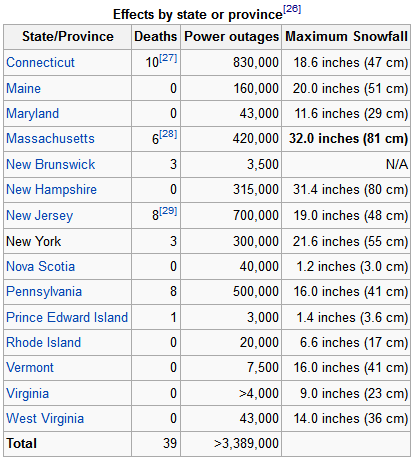 Effects by state or province[26]
State/Province Deaths Power outages Maximum Snowfall
Connecticut 10[27] 830,000 18.6 inches (47 cm)
Maine 0 160,000 20.0 inches (51 cm)
Maryland 0 43,000 11.6 inches (29 cm)
Massachusetts 6[28] 420,000 32.0 inches (81 cm)
New Brunswick 3 3,500 N/A
New Hampshire 0 315,000 31.4 inches (80 cm)
New Jersey 8[29] 700,000 19.0 inches (48 cm)
New York 3 300,000 21.6 inches (55 cm)
Nova Scotia 0 40,000 1.2 inches (3.0 cm)
Pennsylvania 8 500,000 16.0 inches (41 cm)
Prince Edward Island 1 3,000 1.4 inches (3.6 cm)
Rhode Island 0 20,000 6.6 inches (17 cm)
Vermont 0 7,500 16.0 inches (41 cm)
Virginia 0 >4,000 9.0 inches (23 cm)
West Virginia 0 43,000 14.0 inches (36 cm)
Total 39 >3,389,000